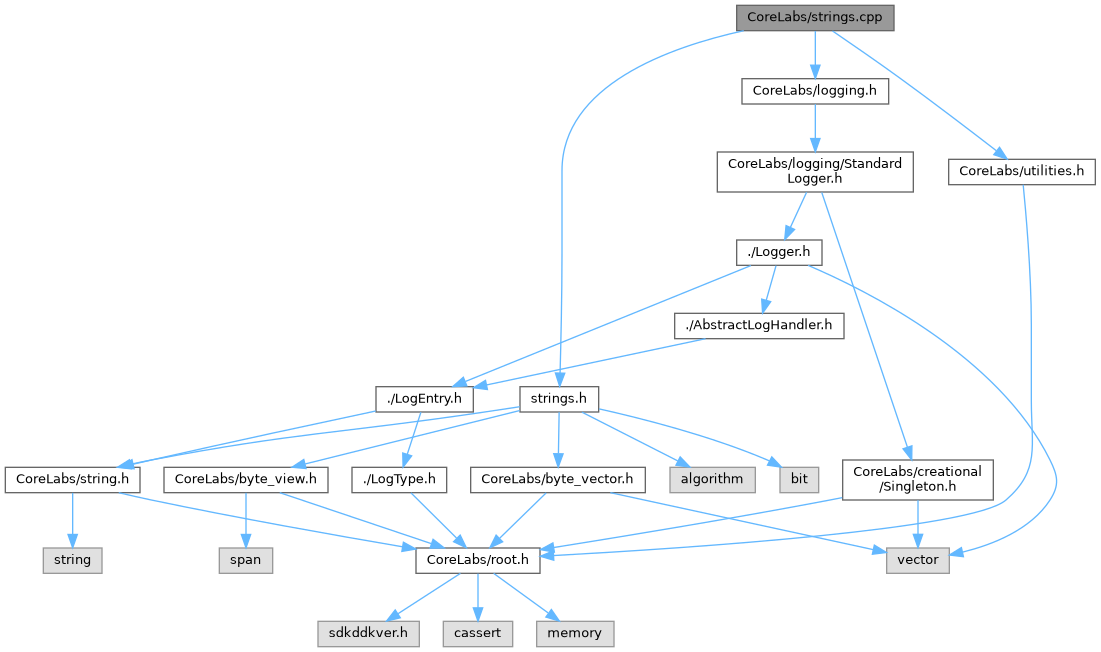 CoreLabs/strings.cpp
CoreLabs/logging.h
CoreLabs/logging/Standard
Logger.h
CoreLabs/utilities.h
./Logger.h
./AbstractLogHandler.h
./LogEntry.h
strings.h
CoreLabs/string.h
CoreLabs/byte_view.h
./LogType.h
CoreLabs/byte_vector.h
algorithm
bit
CoreLabs/creational
/Singleton.h
string
span
CoreLabs/root.h
vector
sdkddkver.h
cassert
memory